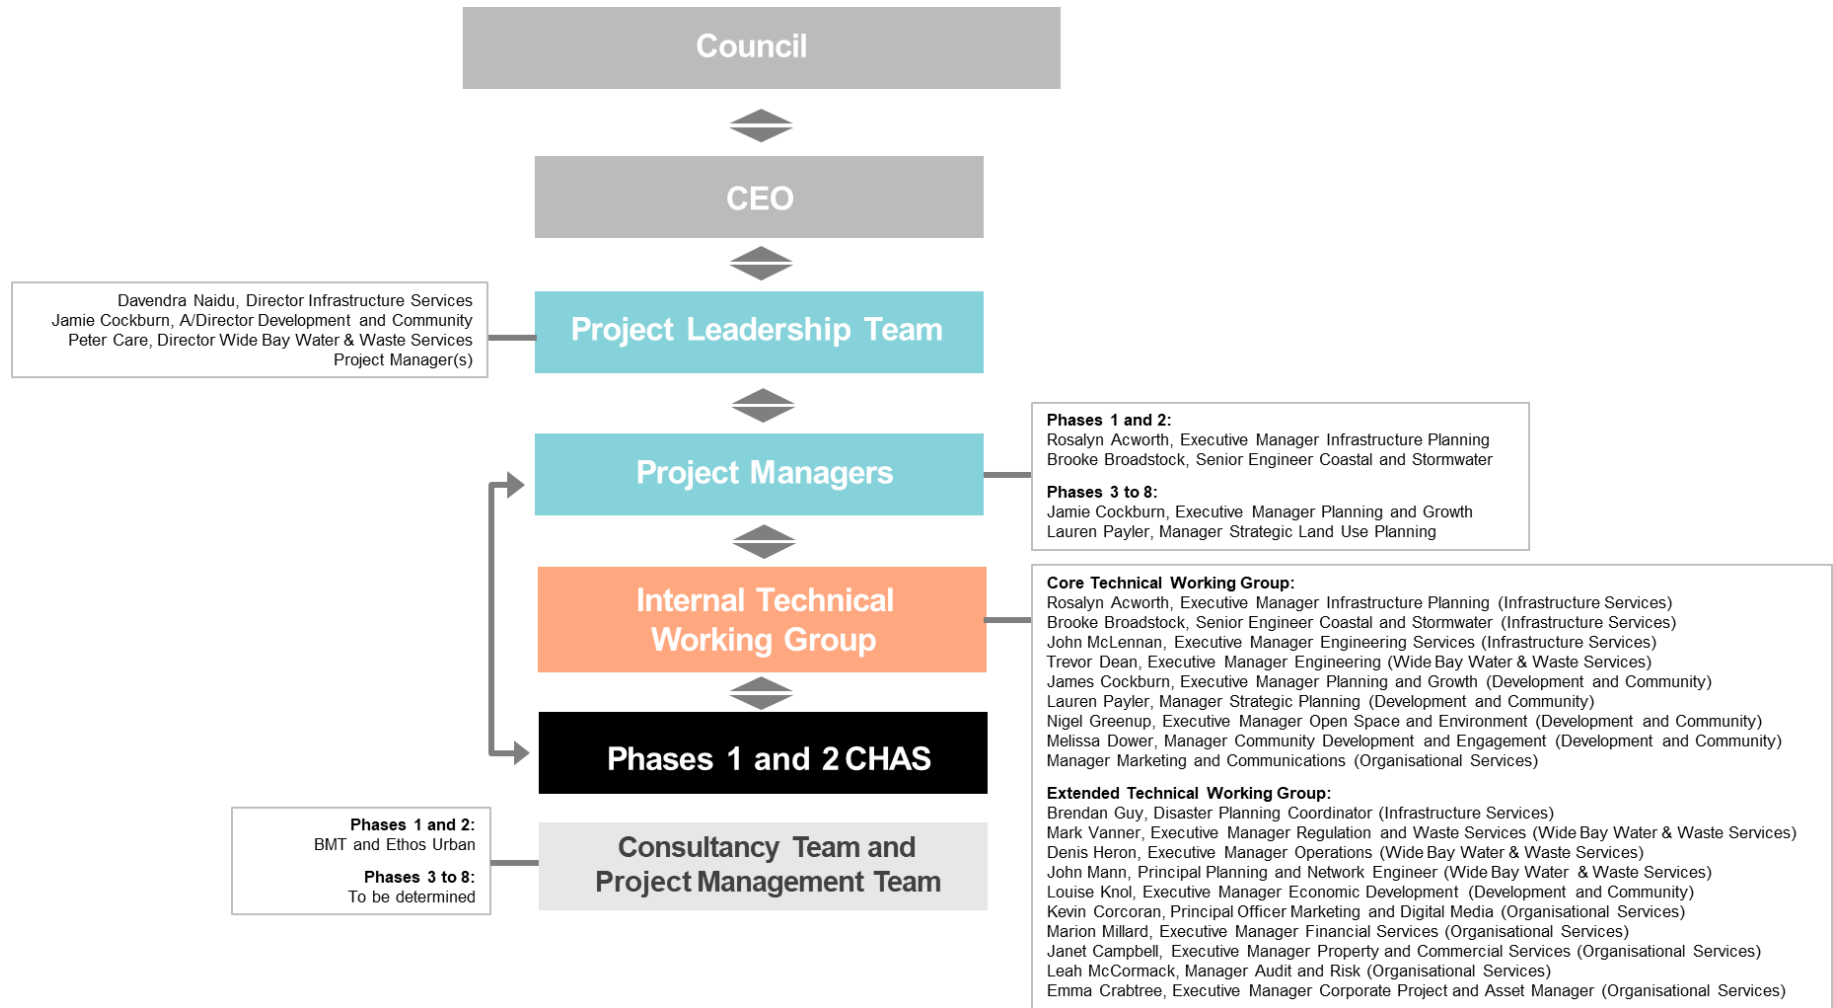 Council
CEO
Davendra Naidu, Director Infrastructure Services
Jamie Cockburn, A/Director Development and Community
Peter Care, Director Wide Bay Water & Waste Services
Project Manager(s)
Project Leadership Team
Project Managers
Phases 1 and 2:
Rosalyn Acworth, Executive Manager Infrastructure Planning
Brooke Broadstock, Senior Engineer Coastal and Stormwater
Phases 3 to 8:
Jamie Cockburn, Executive Manager Planning and Growth
Lauren Payler, Manager Strategic Land Use Planning
Internal Technical
Working Group
Core Technical Working Group:
Rosalyn Acworth, Executive Manager Infrastructure Planning (Infrastructure Services)
Brooke Broadstock, Senior Engineer Coastal and Stormwater (Infrastructure Services)
John McLennan, Executive Manager Engineering Services (Infrastructure Services)
Trevor Dean, Executive Manager Engineering (Wide Bay Water & Waste Services)
James Cockburn, Executive Manager Planning and Growth (Development and Community)
Lauren Payler, Manager Strategic Planning (Development and Community)
Nigel Greenup, Executive Manager Open Space and Environment (Development and Community)
Melissa Dower, Manager Community Development and Engagement (Development and Community)
Manager Marketing and Communications (Organisational Services)
Extended Technical Working Group:
Brendan Guy, Disaster Planning Coordinator (Infrastructure Services)
Mark Vanner, Executive Manager Regulation and Waste Services (Wide Bay Water & Waste Services)
Denis Heron, Executive Manager Operations (Wide Bay Water & Waste Services)
John Mann, Principal Planning and Network Engineer (Wide Bay Water & Waste Services)
Louise Knol, Executive Manager Economic Development (Development and Community)
Kevin Corcoran, Principal Officer Marketing and Digital Media (Organisational Services)
Marion Millard, Executive Manager Financial Services (Organisational Services)
Janet Campbell, Executive Manager Property and Commercial Services (Organisational Services)
Leah McCormack, Manager Audit and Risk (Organisational Services)
Emma Crabtree, Executive Manager Corporate Project and Asset Manager (Organisational Services)
Phases 1 and 2 CHAS
Phases 1 and 2:
BMT and Ethos Urban
Phases 3 to 8:
To be determined
Consultancy Team and
Project Management Team